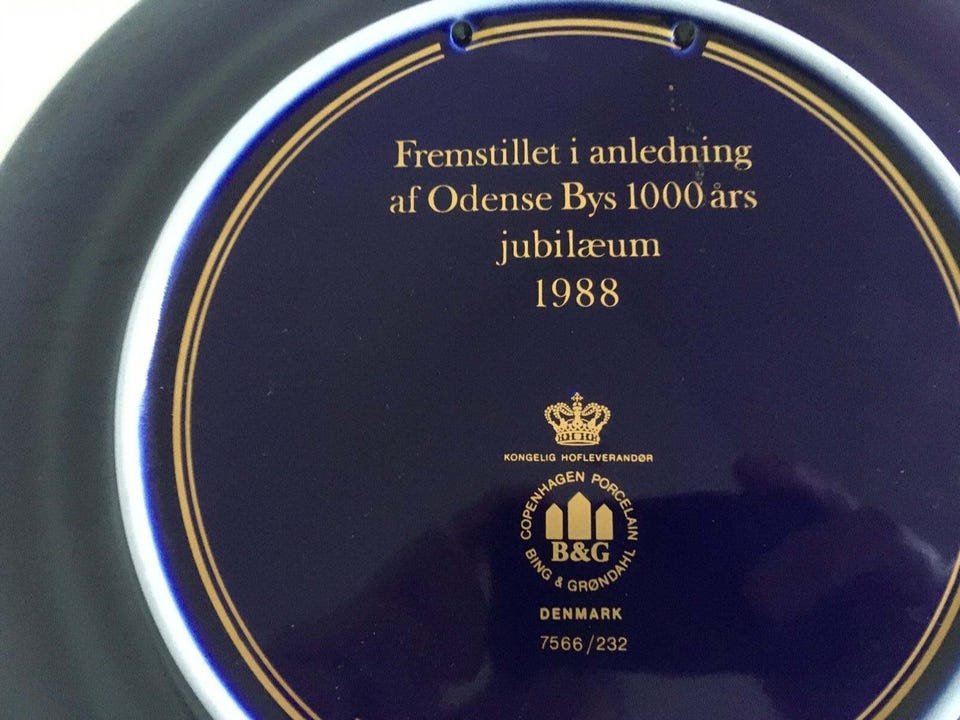 Fremstillet i anledning
af Odense Bys 1000 års
jubilæum
1988
KONGELIG HOFLEVERANDØR
COPENHAGEN PORCELAIN
B&G
BING & GRØNDAHL
DENMARK
7566/232